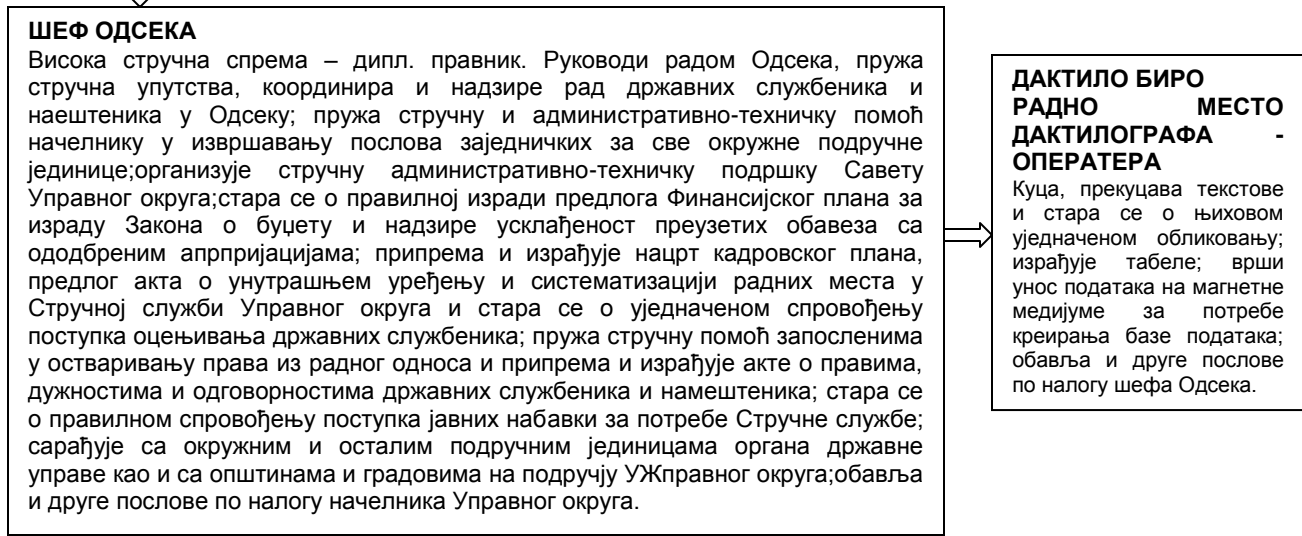 ШЕФ ОДСЕКА
Висока стручна спрема – дипл. правник. Руководи радом Одсека, пружа
стручна упутства, координира и надзире рад државних службеника и
наештеника у Одсеку; пружа стручну и административно-техничку помоћ
начелнику у извршавању послова заједничких за све окружне подручне
јединице;организује стручну административно-техничку подршку Савету
Управног округа;стара се о правилној изради предлога Финансијског плана за
израду Закона о буџету и надзире усклађеност преузетих обавеза са
ододбреним апрпријацијама; припрема и израђује нацрт кадровског плана,
предлог акта о унутрашњем уређењу и систематизацији радних места у
Стручној служби Управног округа и стара се о уједначеном спровођењу
поступка оцењивања државних службеника; пружа стручну помоћ запосленима
у остваривању права из радног односа и припрема и израђује акте о правима,
дужностима и одговорностима државних службеника и намештеника; стара се
о правилном спровођењу поступка јавних набавки за потребе Стручне службе;
сарађује са окружним и осталим подручним јединицама органа државне
управе као и са општинама и градовима на подручју УЖправног округа;обавља
и друге послове по налогу начелника Управног округа.
ДАКТИЛО БИРО
РАДНО МЕСТО
ДАКТИЛОГРАФА -
ОПЕРАТЕРА
Куца, прекуцава текстове
и стара се о њиховом
уједначеном обликовању;
израђује табеле; врши
унос података на магнетне
медијуме за потребе
креирања базе података;
обавља и друге послове
по налогу шефа Одсека.